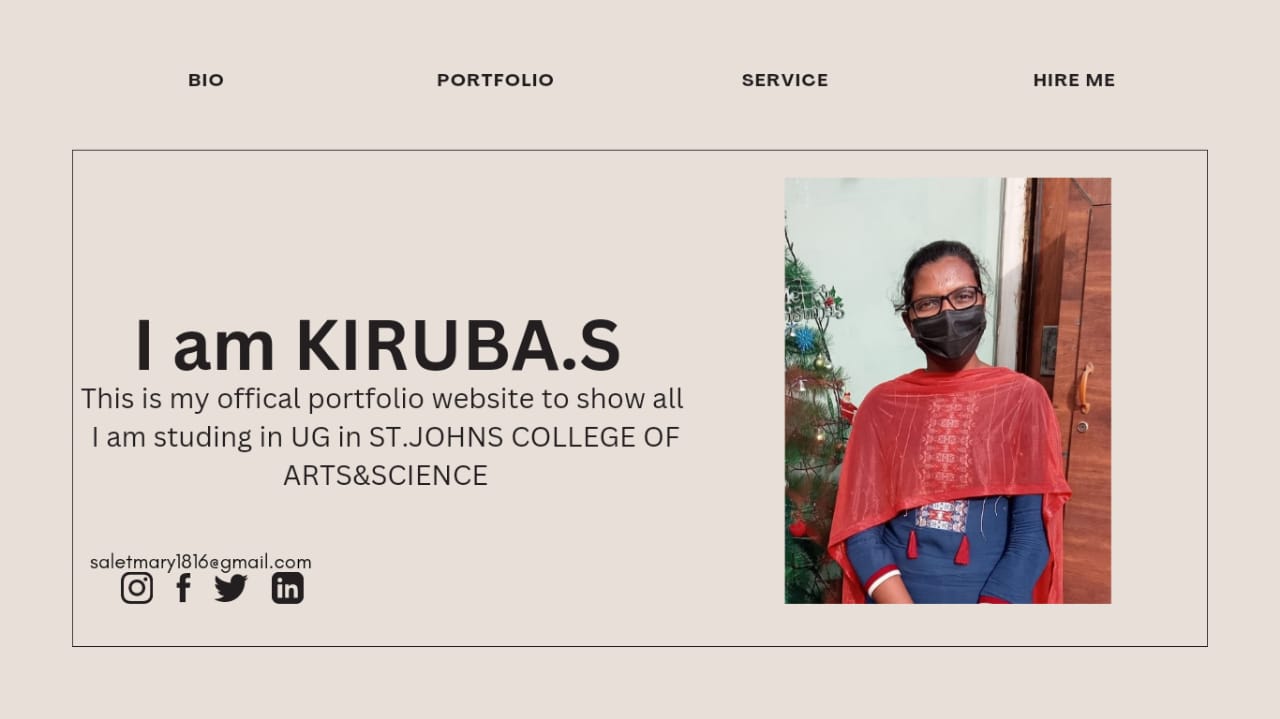 BIO
PORTFOLIO
SERVICE
HIRE ME
I am KIRUBA.S
This is my offical portfolio website to show all
I am studing in UG in ST.JOHNS COLLEGE OF
ARTS&SCIENCE
saletmary1816@gmail.com